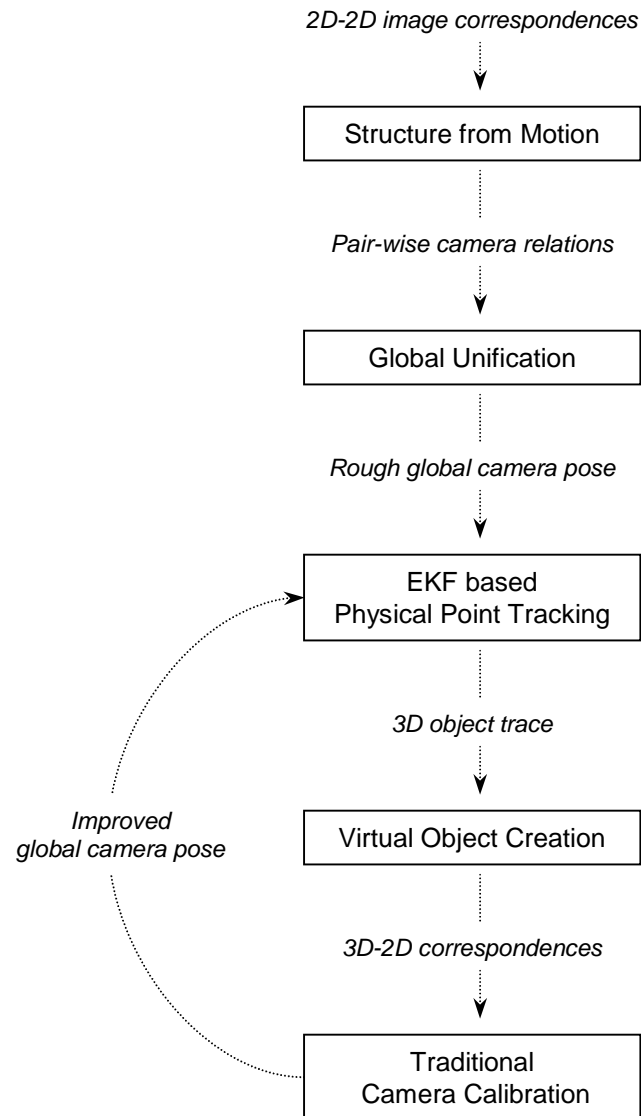 2D-2D image correspondences
Structure from Motion
Pair-wise camera relations
Global Unification
Rough global camera pose
EKF based
Physical Point Tracking
3D object trace
Virtual Object Creation
Improved
global camera pose
3D-2D correspondences
Traditional
Camera Calibration